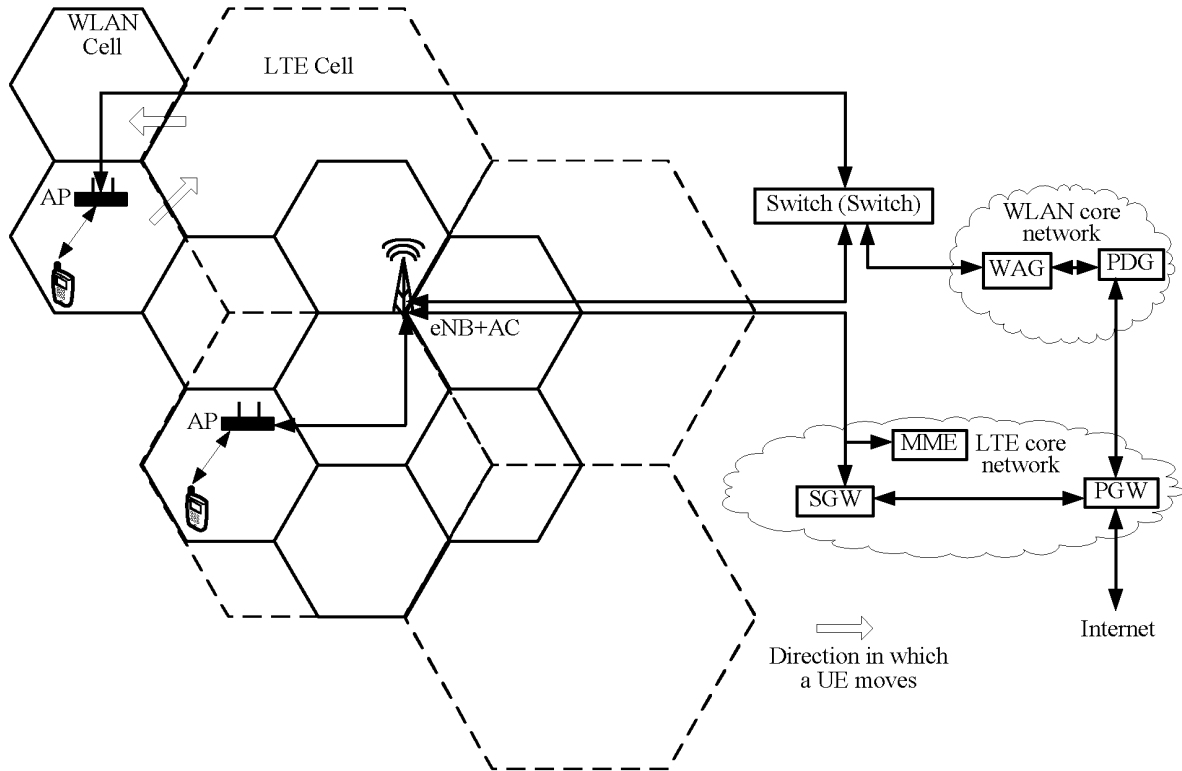 WLAN
Cell
LTE Cell
AP
Switch (Switch)
WLAN core
network
WAG
PDG
eNB+AC
AP
MME
LTE core
network
SGW
PGW
Internet
Direction in which
a UE moves